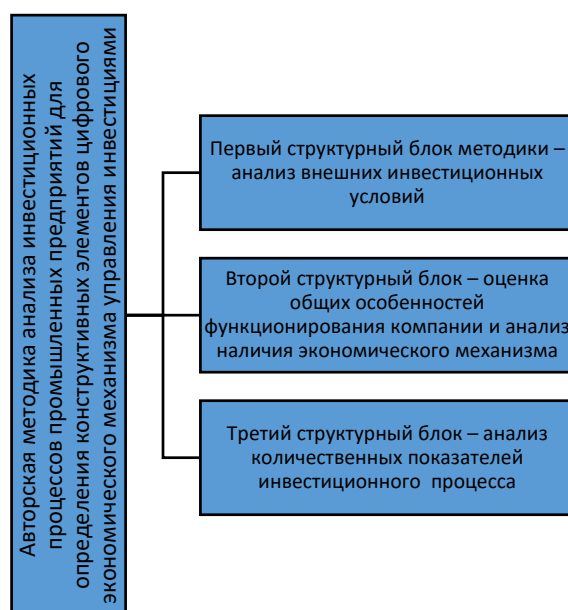 Авторская методика анализа инвестиционных
процессов промышленных предприятий для
определения конструктивных элементов цифрового
экономического механизма управления инвестициями
Первый структурный блок методики –
анализ внешних инвестиционных
условий
Второй структурный блок – оценка
общих особенностей
функционирования компании и анализ
наличия экономического механизма
Третий структурный блок – анализ
количественных показателей
инвестиционного процесса